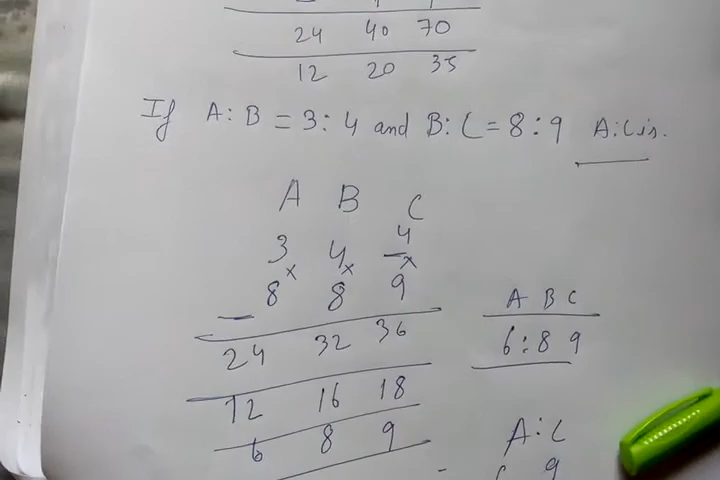 24 40 70
12 20 35
If A:B = 3:4 and B:C = 8:9 A:C is.
A B C
3 4 4
× × ×
8 8 9
24 32 36
12 16 18
6 8 9
A B C
6:8 9
A:C
9